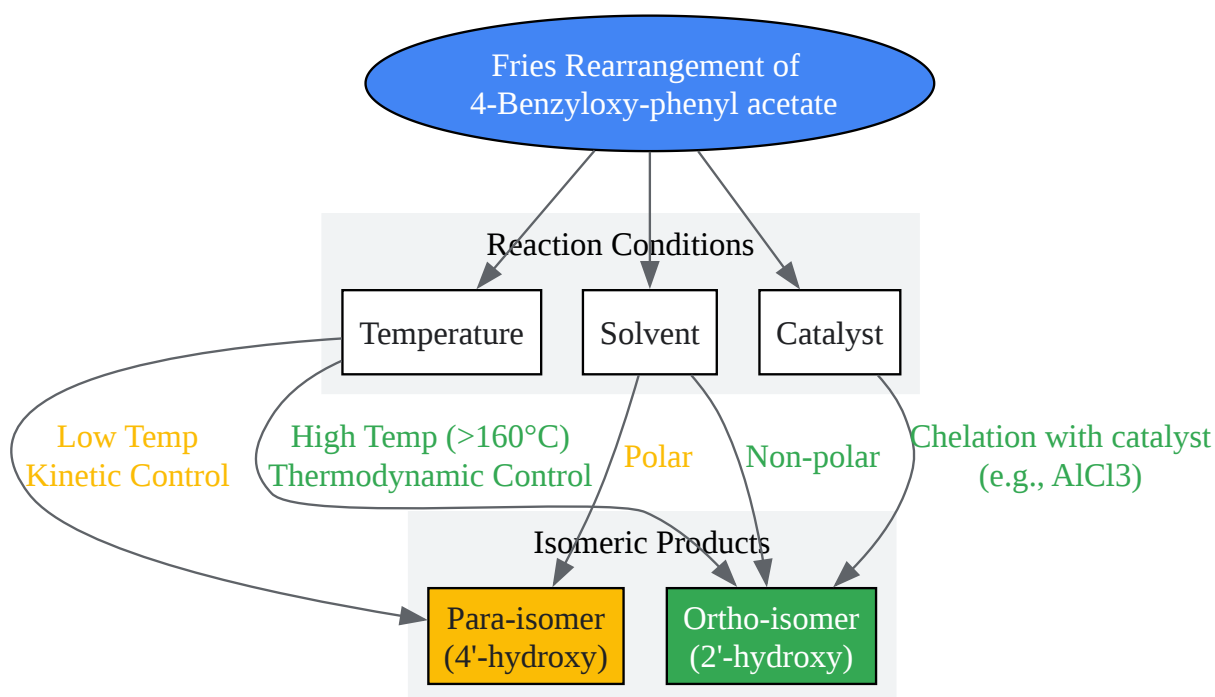 Fries Rearrangement of
4-Benzyloxy-phenyl acetate
Reaction Conditions
Temperature
Solvent
Catalyst
Low Temp
Kinetic Control
High Temp (>160°C)
Thermodynamic Control
Polar
Non-polar
Chelation with catalyst
(e.g., AlCl3)
Isomeric Products
Para-isomer
(4'-hydroxy)
Ortho-isomer
(2'-hydroxy)